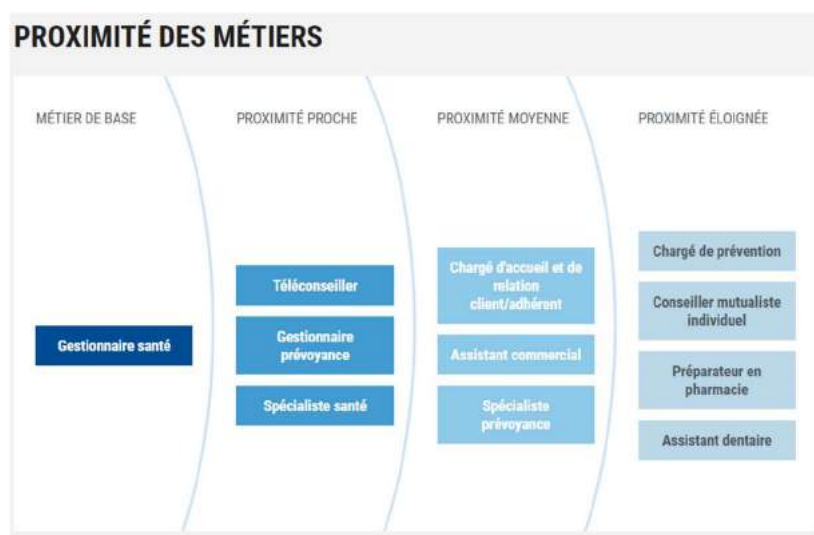 PROXIMITÉ DES MÉTIERS
MÉTIER DE BASE
PROXIMITÉ PROCHE
PROXIMITÉ MOYENNE
PROXIMITÉ ÉLOIGNÉE
Gestionnaire santé
Téléconseiller
Gestionnaire
prévoyance
Spécialiste santé
Chargé d'accueil et de
relation
client/adhérent
Assistant commercial
Spécialiste
prévoyance
Chargé de prévention
Conseiller mutualiste
individuel
Préparateur en
pharmacie
Assistant dentaire